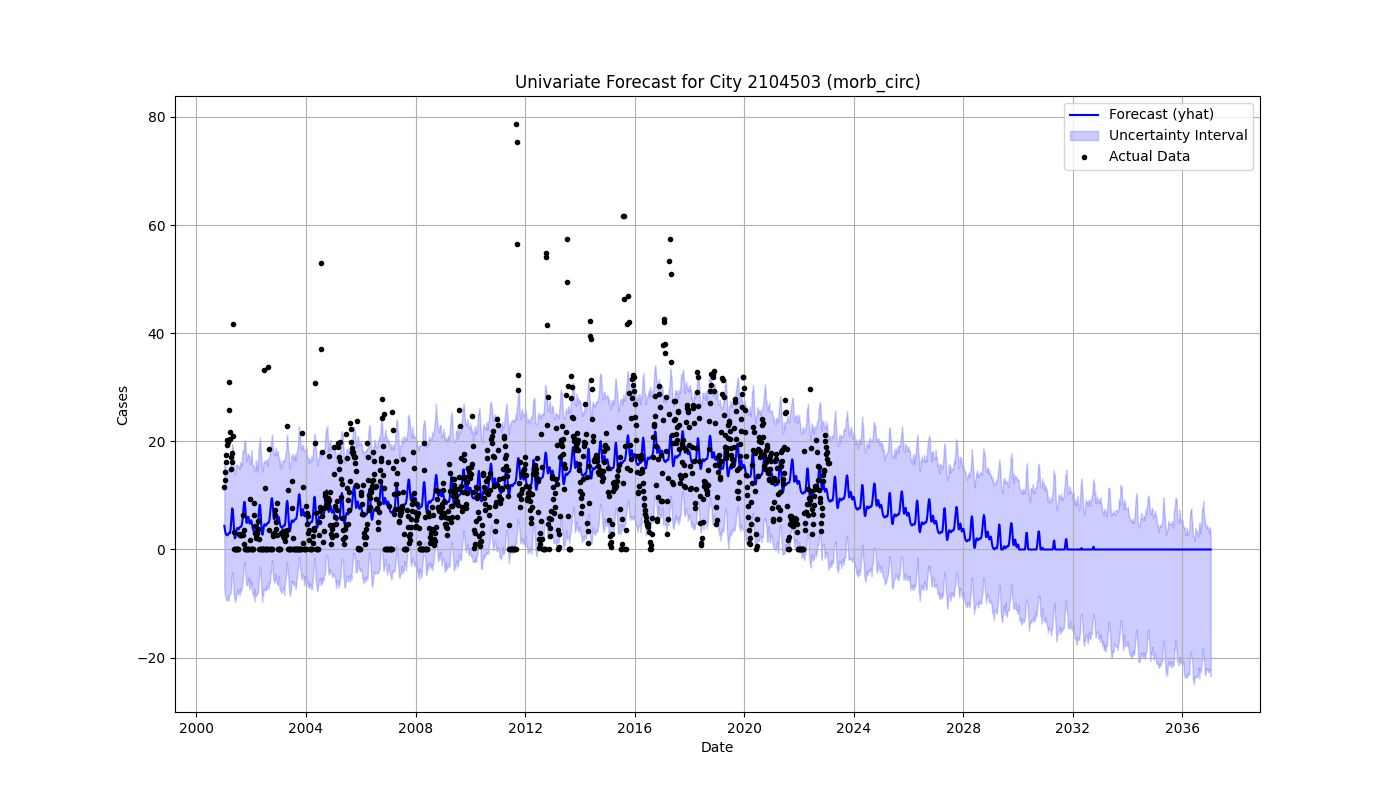 Univariate Forecast for City 2104503 (morb_circ)
Forecast (yhat)
Uncertainty Interval
Actual Data
Cases
80
60
40
20
0
−20
2000 2004 2008 2012 2016 2020 2024 2028 2032 2036
Date